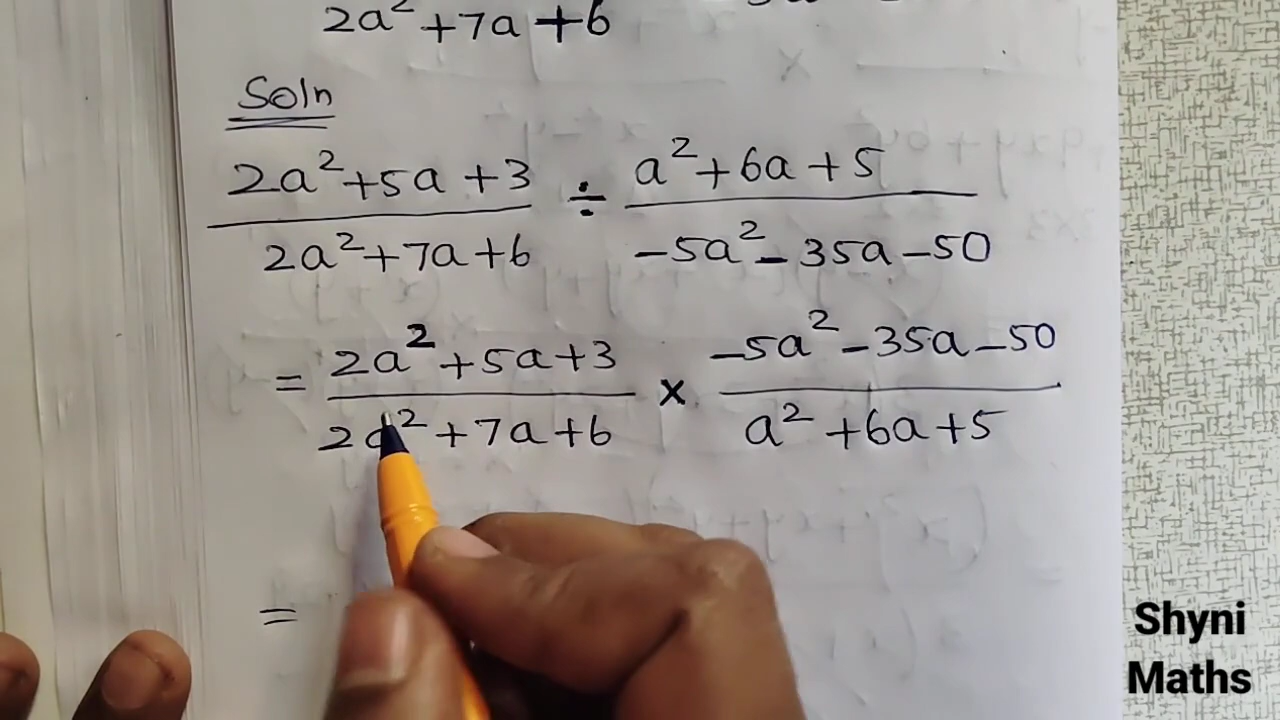 2a²+7a+6
Soln
2a²+5a+3 ÷ a²+6a+5
2a²+7a+6 -5a²-35a-50
= 2a²+5a+3 × -5a²-35a-50
2a²+7a+6 a²+6a+5
=
Shyni
Maths